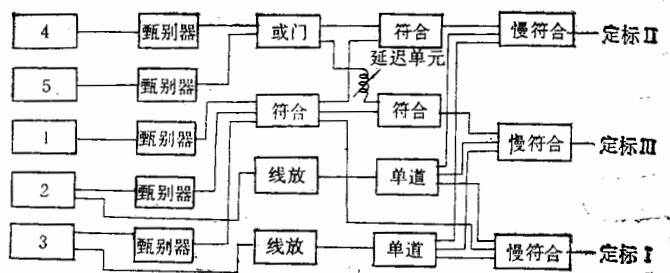 4 甄别器 或门 符合 慢符合 定标Ⅱ
延迟单元
5 甄别器
1 甄别器 符合 符合 慢符合 定标Ⅲ
2 甄别器 线放 单道
3 甄别器 线放 单道 慢符合 定标Ⅰ